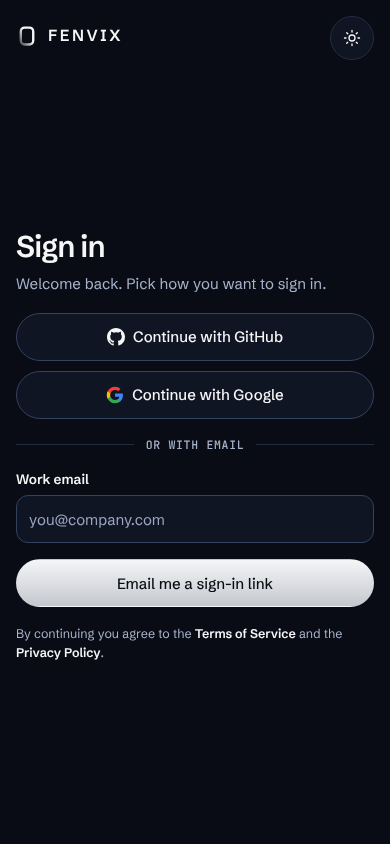 FENVIX
Sign in
Welcome back. Pick how you want to sign in.
Continue with GitHub
Continue with Google
OR WITH EMAIL
Work email
you@company.com
Email me a sign-in link
By continuing you agree to the Terms of Service and the
Privacy Policy.